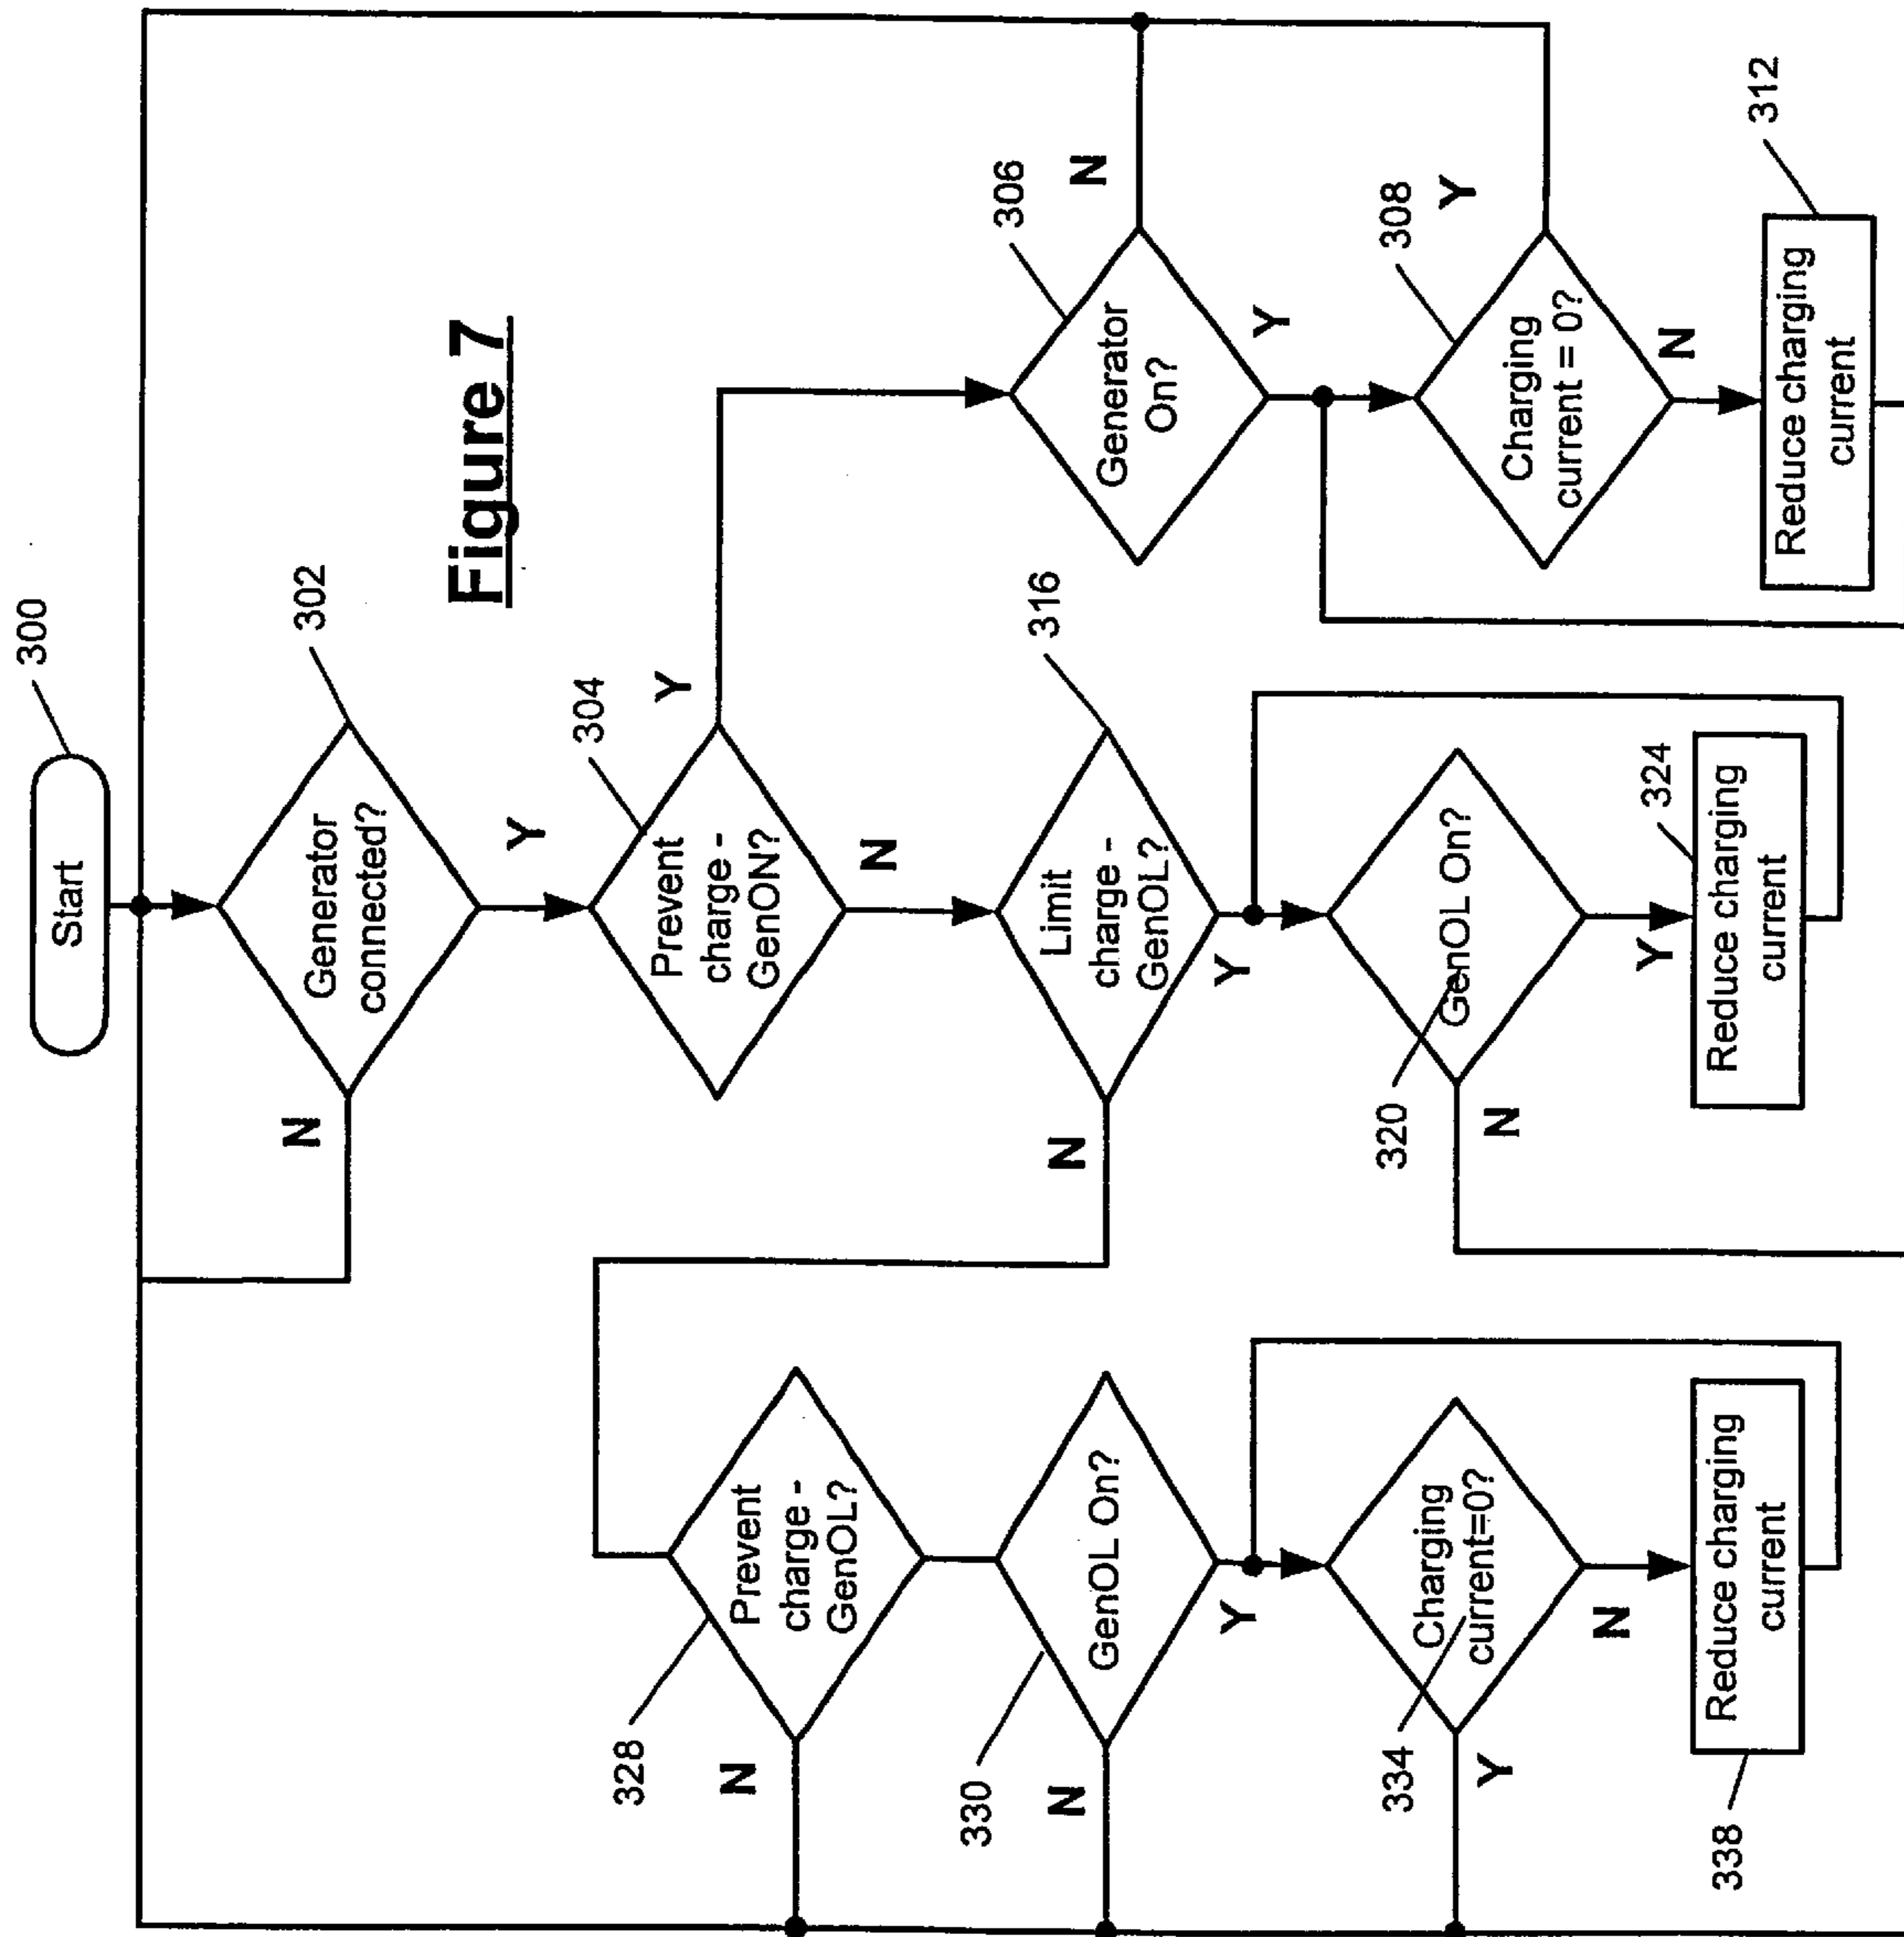 300
Start
302
Generator
connected?
N
Y
Figure 7
304
Prevent
charge -
GenON?
Y
N
306
Generator
On?
N
Y
308
Charging
current = 0?
Y
N
312
Reduce charging
current
316
Limit
charge-
GenOL?
N
Y
320
GenOL On?
N
Y
324
Reduce charging
current
328
Prevent
charge -
GenOL?
N
330
GenOL On?
N
Y
334
Charging
current=0?
Y
N
338
Reduce charging
current